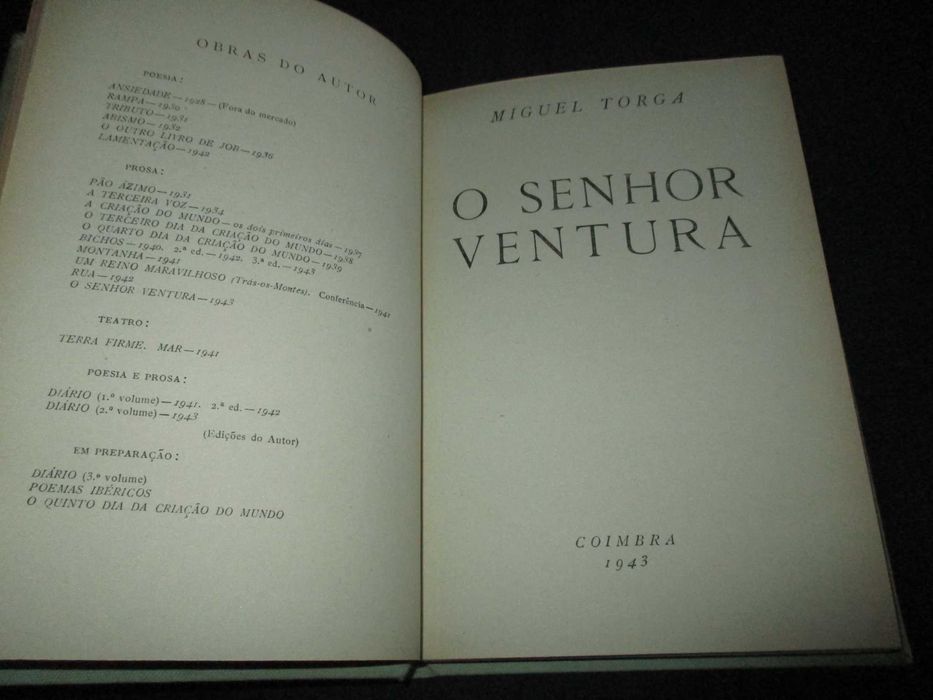 OBRAS DO AUTOR
POESIA:
ANSIEDADE—1928—(Fora do mercado)
RAMPA—1930
TRIBUTO—1931
ABISMO—1932
O OUTRO LIVRO DE JOB—1936
LAMENTAÇÃO—1942
PROSA:
PÃO ÁZIMO—1931
A TERCEIRA VOZ—1934
A CRIAÇÃO DO MUNDO—os dois primeiros dias—1937
O TERCEIRO DIA DA CRIAÇÃO DO MUNDO—1938
O QUARTO DIA DA CRIAÇÃO DO MUNDO—1939
BICHOS—1940. 2.ª ed.—1942. 3.ª ed.—1943
MONTANHA—1941
UM REINO MARAVILHOSO (Trás-os-Montes). Conferência—1941
RUA—1942
O SENHOR VENTURA—1943
TEATRO:
TERRA FIRME. MAR—1941
POESIA E PROSA:
DIÁRIO (1.º volume)—1941. 2.ª ed.—1942
DIÁRIO (2.º volume)—1943
(Edições do Autor)
EM PREPARAÇÃO:
DIÁRIO (3.º volume)
POEMAS IBÉRICOS
O QUINTO DIA DA CRIAÇÃO DO MUNDO
MIGUEL TORGA
O SENHOR
VENTURA
COIMBRA
1943